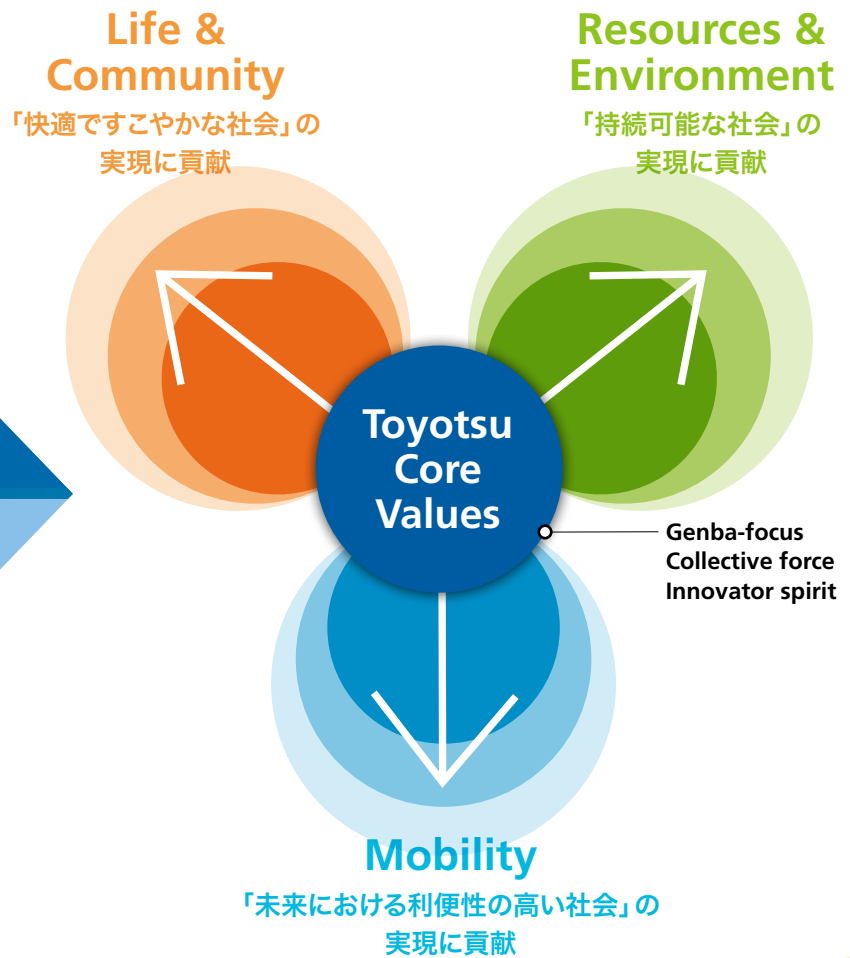 Life &
Community
「快適ですこやかな社会」の
実現に貢献
Resources &
Environment
「持続可能な社会」の
実現に貢献
Toyotsu
Core
Values
Genba-focus
Collective force
Innovator spirit
Mobility
「未来における利便性の高い社会」の
実現に貢献